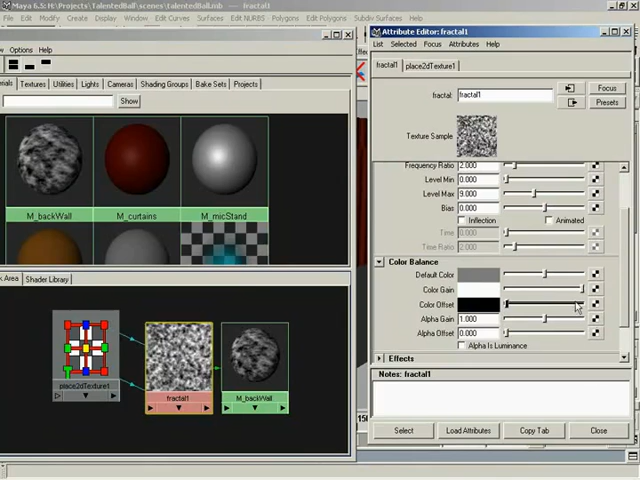 Maya 6.5: H:\Projects\TalentedBall\scenes\talentedball.mb --- fractal1
Edit Modify Create Display Window Edit Curves Surfaces Edit NURBS Polygons Edit Polygons Subdiv Surfaces
Options Help
Textures Utilities Lights Cameras Shading Groups Bake Sets Projects
Show
M_backWall M_curtains M_micStand
Area Shader Library
place2dTexture1 fractal1 M_backWall
Attribute Editor: fractal1
List Selected Focus Attributes Help
fractal1 place2dTexture1
fractal: fractal1
Focus
Presets
Texture Sample
Frequency Ratio 2.000
Level Min 0.000
Level Max 9.000
Bias 0.000
Inflection Animated
Time 0.000
Time Ratio 2.000
Color Balance
Default Color
Color Gain
Color Offset
Alpha Gain 1.000
Alpha Offset 0.000
Alpha Is Luminance
Effects
Notes: fractal1
Select Load Attributes Copy Tab Close